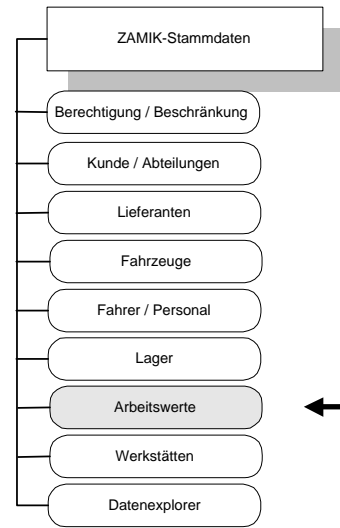 ZAMIK-Stammdaten
Berechtigung / Beschränkung
Kunde / Abteilungen
Lieferanten
Fahrzeuge
Fahrer / Personal
Lager
Arbeitswerte
Werkstätten
Datenexplorer